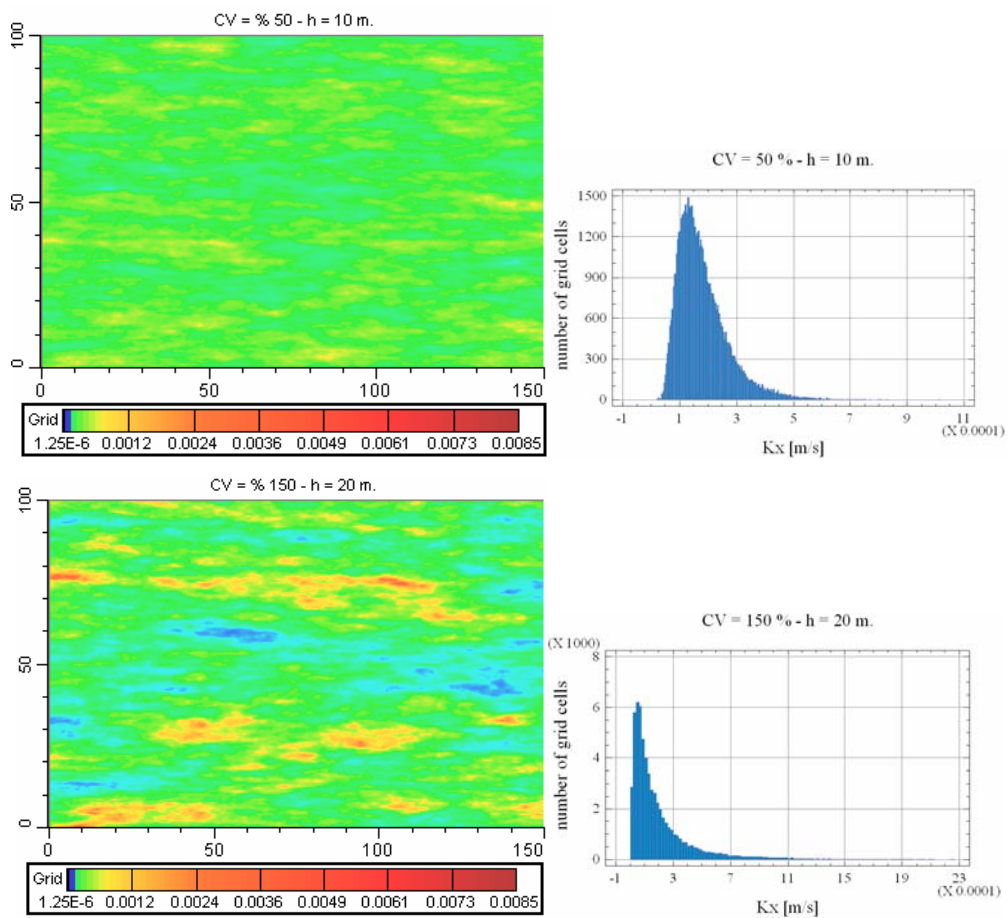 CV = % 50 - h = 10 m.
100
50
0
0 50 100 150
Grid
1.25E-6 0.0012 0.0024 0.0036 0.0049 0.0061 0.0073 0.0085
CV = 50 % - h = 10 m.
1500
1200
900
600
300
0
number of grid cells
-1 1 3 5 7 9 11
(X 0.0001)
Kx [m/s]
CV = % 150 - h = 20 m.
100
50
0
0 50 100 150
Grid
1.25E-6 0.0012 0.0024 0.0036 0.0049 0.0061 0.0073 0.0085
CV = 150 % - h = 20 m.
(X 1000)
8
6
4
2
0
number of grid cells
-1 3 7 11 15 19 23
(X 0.0001)
Kx [m/s]